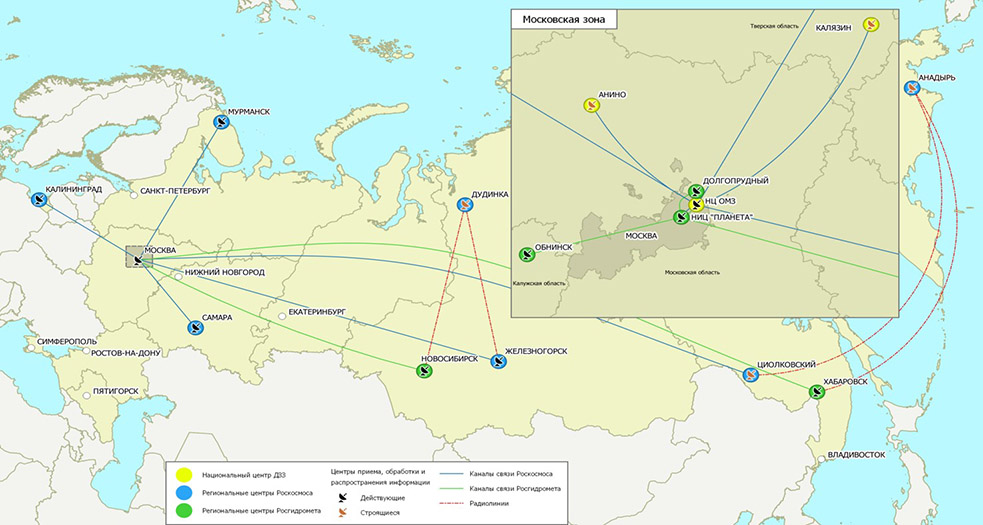 Московская зона
Тверская область
КАЛЯЗИН
АНИНО
ДОЛГОПРУДНЫЙ
НЦ ОМЗ
НИЦ "ПЛАНЕТА"
МОСКВА
ОБНИНСК
Московская область
Калужская область
АНАДЫРЬ
МУРМАНСК
КАЛИНИНГРАД
САНКТ-ПЕТЕРБУРГ
ДУДИНКА
МОСКВА
НИЖНИЙ НОВГОРОД
САМАРА
ЕКАТЕРИНБУРГ
СИМФЕРОПОЛЬ
РОСТОВ-НА-ДОНУ
ПЯТИГОРСК
НОВОСИБИРСК
ЖЕЛЕЗНОГОРСК
ЦИОЛКОВСКИЙ
ХАБАРОВСК
ВЛАДИВОСТОК
Национальный центр ДЗЗ
Региональные центры Роскосмоса
Региональные центры Росгидромета
Центры приема, обработки и
распространения информации
Действующие
Строящиеся
Каналы связи Роскосмоса
Каналы связи Росгидромета
Радиолинии